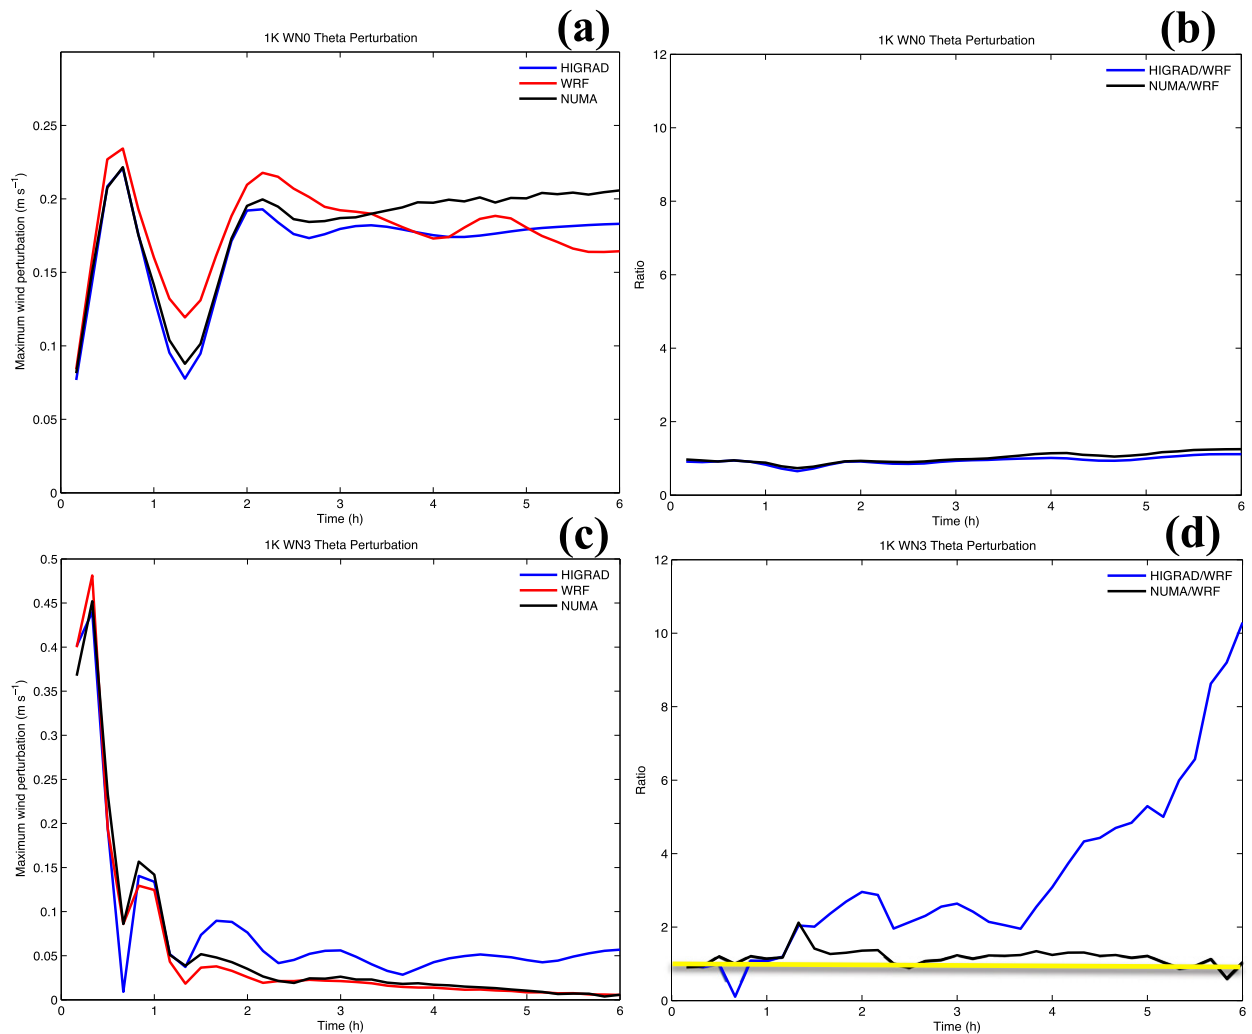 (a)
1K WN0 Theta Perturbation
HIGRAD
WRF
NUMA
0.25
0.2
0.15
0.1
0.05
0
Maximum wind perturbation (m s⁻¹)
0 1 2 3 4 5 6
Time (h)
(b)
1K WN0 Theta Perturbation
HIGRAD/WRF
NUMA/WRF
12
10
8
6
4
2
0
Ratio
0 1 2 3 4 5 6
Time (h)
(c)
1K WN3 Theta Perturbation
HIGRAD
WRF
NUMA
0.5
0.45
0.4
0.35
0.3
0.25
0.2
0.15
0.1
0.05
0
Maximum wind perturbation (m s⁻¹)
0 1 2 3 4 5 6
Time (h)
(d)
1K WN3 Theta Perturbation
HIGRAD/WRF
NUMA/WRF
12
10
8
6
4
2
0
Ratio
0 1 2 3 4 5 6
Time (h)